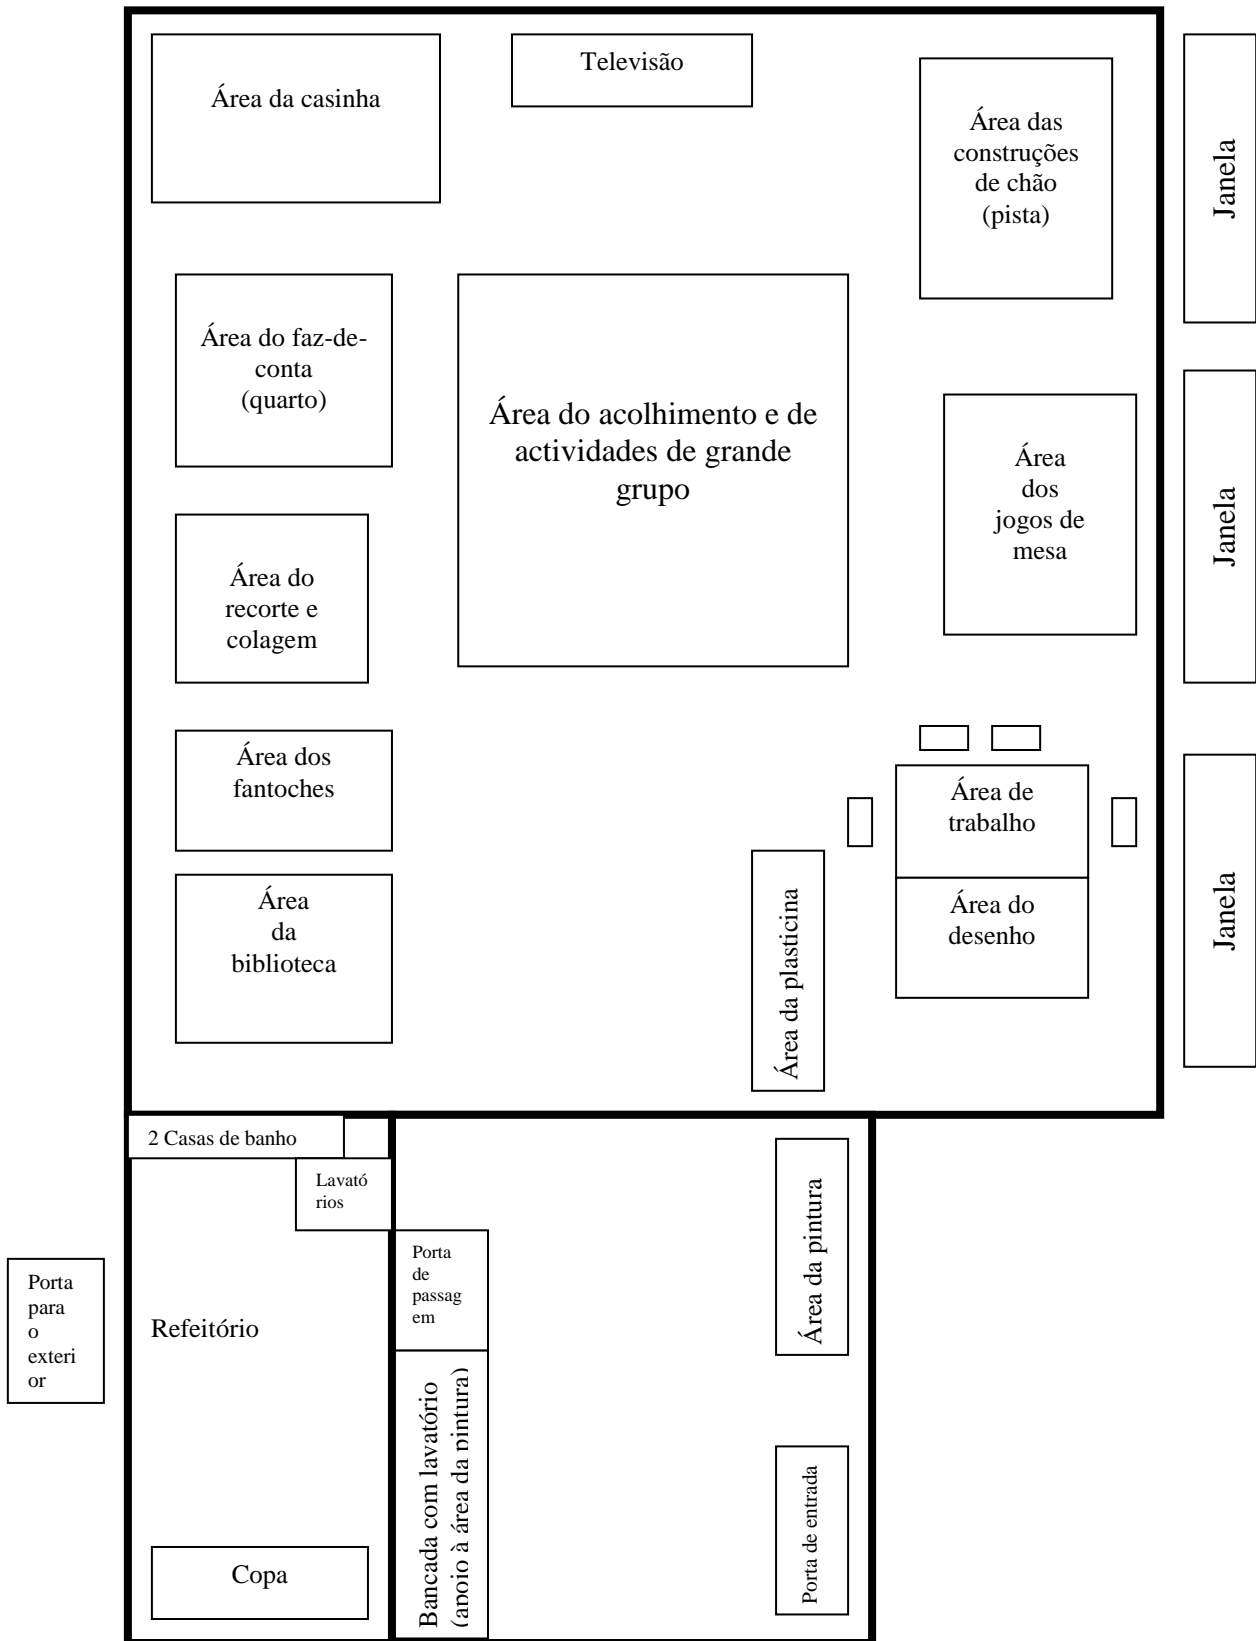 Área da casinha
Televisão
Área das
construções
de chão
(pista)
Janela
Área do faz-de-
conta
(quarto)
Área do acolhimento e de
actividades de grande
grupo
Área
dos
jogos de
mesa
Janela
Área do
recorte e
colagem
Área dos
fantoches
Área de
trabalho
Área do
desenho
Janela
Área
da
biblioteca
Área da plasticina
2 Casas de banho
Lavató
rios
Porta
de
passag
em
Área da pintura
Porta
para
o
exteri
or
Refeitório
Bancada com lavatório
(apoio à área da pintura)
Porta de entrada
Copa